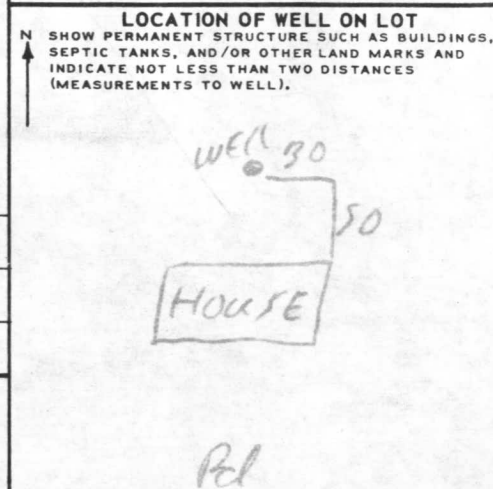 LOCATION OF WELL ON LOT
N SHOW PERMANENT STRUCTURE SUCH AS BUILDINGS,
SEPTIC TANKS, AND/OR OTHER LAND MARKS AND
INDICATE NOT LESS THAN TWO DISTANCES
(MEASUREMENTS TO WELL).
WELL 30
50
HOUSE
Rd